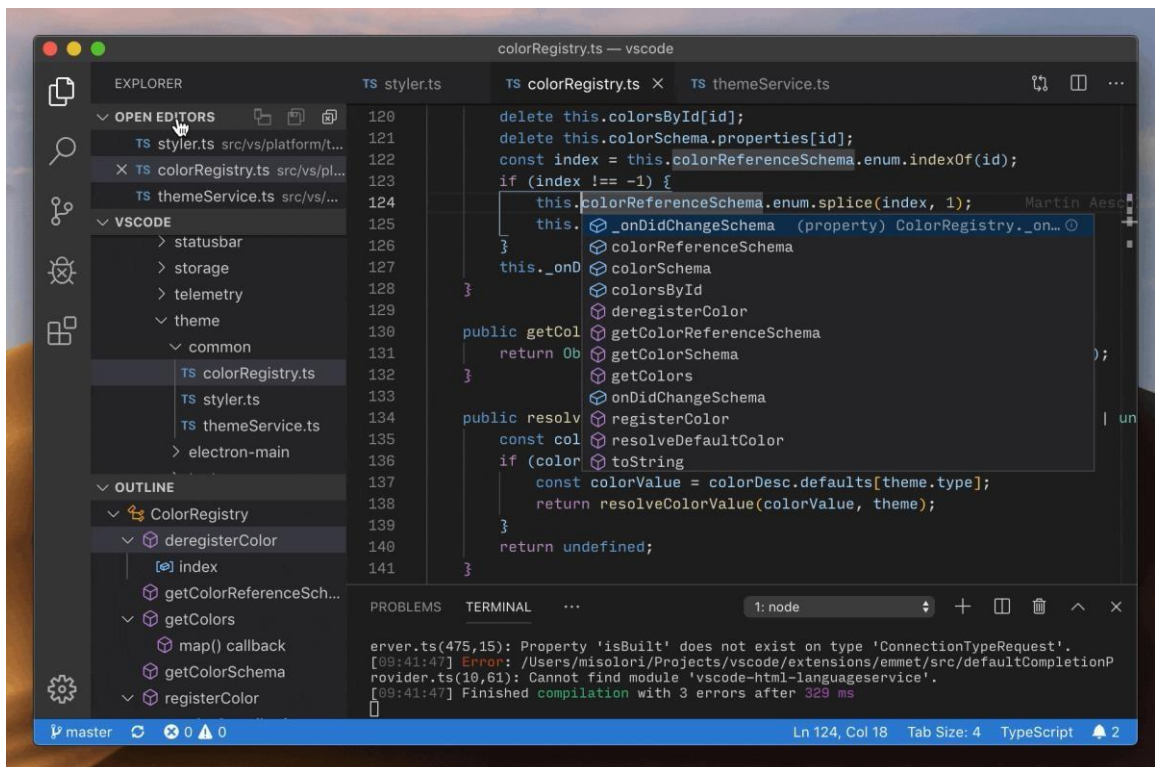 colorRegistry.ts — vscode
EXPLORER
OPEN EDITORS
TS styler.ts src/vs/platform/t...
TS colorRegistry.ts src/vs/pl...
TS themeService.ts src/vs/...
VSCODE
statusbar
storage
telemetry
theme
common
TS colorRegistry.ts
TS styler.ts
TS themeService.ts
electron-main
OUTLINE
ColorRegistry
deregisterColor
index
getColorReferenceSch...
getColors
map() callback
getColorSchema
registerColor
TS styler.ts TS colorRegistry.ts TS themeService.ts
120 delete this.colorsById[id];
121 delete this.colorSchema.properties[id];
122 const index = this.colorReferenceSchema.enum.indexOf(id);
123 if (index !== -1) {
124 this.colorReferenceSchema.enum.splice(index, 1); Martin Aesc
125 this.
126 }
127 this._onD
128 }
129
130 public getCol
131 return Ob );
132 }
133
134 public resolv | un
135 const col
136 if (color
137 const colorValue = colorDesc.defaults[theme.type];
138 return resolveColorValue(colorValue, theme);
139 }
140 return undefined;
141 }
_onDidChangeSchema (property) ColorRegistry._on…
colorReferenceSchema
colorSchema
colorsById
deregisterColor
getColorReferenceSchema
getColorSchema
getColors
onDidChangeSchema
registerColor
resolveDefaultColor
toString
PROBLEMS TERMINAL ··· 1: node
erver.ts(475,15): Property 'isBuilt' does not exist on type 'ConnectionTypeRequest'.
[09:41:47] Error: /Users/misolori/Projects/vscode/extensions/emmet/src/defaultCompletionP
rovider.ts(10,61): Cannot find module 'vscode-html-languageservice'.
[09:41:47] Finished compilation with 3 errors after 329 ms
master 0 0 Ln 124, Col 18 Tab Size: 4 TypeScript 2